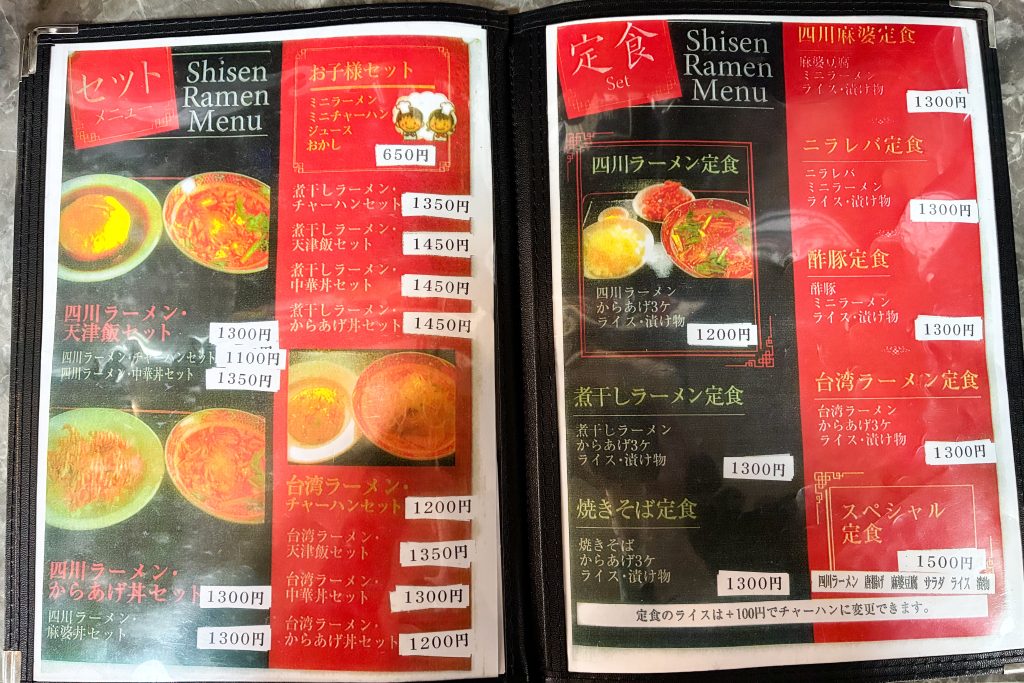 セット
メニュー
Shisen
Ramen
Menu
四川ラーメン・
天津飯セット
1300円
四川ラーメン・チャーハンセット
1100円
四川ラーメン・中華丼セット
1350円
四川ラーメン・
からあげ丼セット
1300円
四川ラーメン・
麻婆丼セット
1300円
お子様セット
ミニラーメン
ミニチャーハン
ジュース
おかし
650円
煮干しラーメン・
チャーハンセット
1350円
煮干しラーメン・
天津飯セット
1450円
煮干しラーメン・
中華丼セット
1450円
煮干しラーメン・
からあげ丼セット
1450円
台湾ラーメン・
チャーハンセット
1200円
台湾ラーメン・
天津飯セット
1350円
台湾ラーメン・
中華丼セット
1300円
台湾ラーメン・
からあげ丼セット
1200円
定食
Set
Shisen
Ramen
Menu
四川ラーメン定食
四川ラーメン
からあげ3ケ
ライス・漬け物
1200円
煮干しラーメン定食
煮干しラーメン
からあげ3ケ
ライス・漬け物
1300円
焼きそば定食
焼きそば
からあげ3ケ
ライス・漬け物
1300円
四川麻婆定食
麻婆豆腐
ミニラーメン
ライス・漬け物
1300円
ニラレバ定食
ニラレバ
ミニラーメン
ライス・漬け物
1300円
酢豚定食
酢豚
ミニラーメン
ライス・漬け物
1300円
台湾ラーメン定食
台湾ラーメン
からあげ3ケ
ライス・漬け物
1300円
スペシャル
定食
1500円
四川ラーメン 唐揚げ 麻婆豆腐 サラダ ライス 漬物
定食のライスは+100円でチャーハンに変更できます。